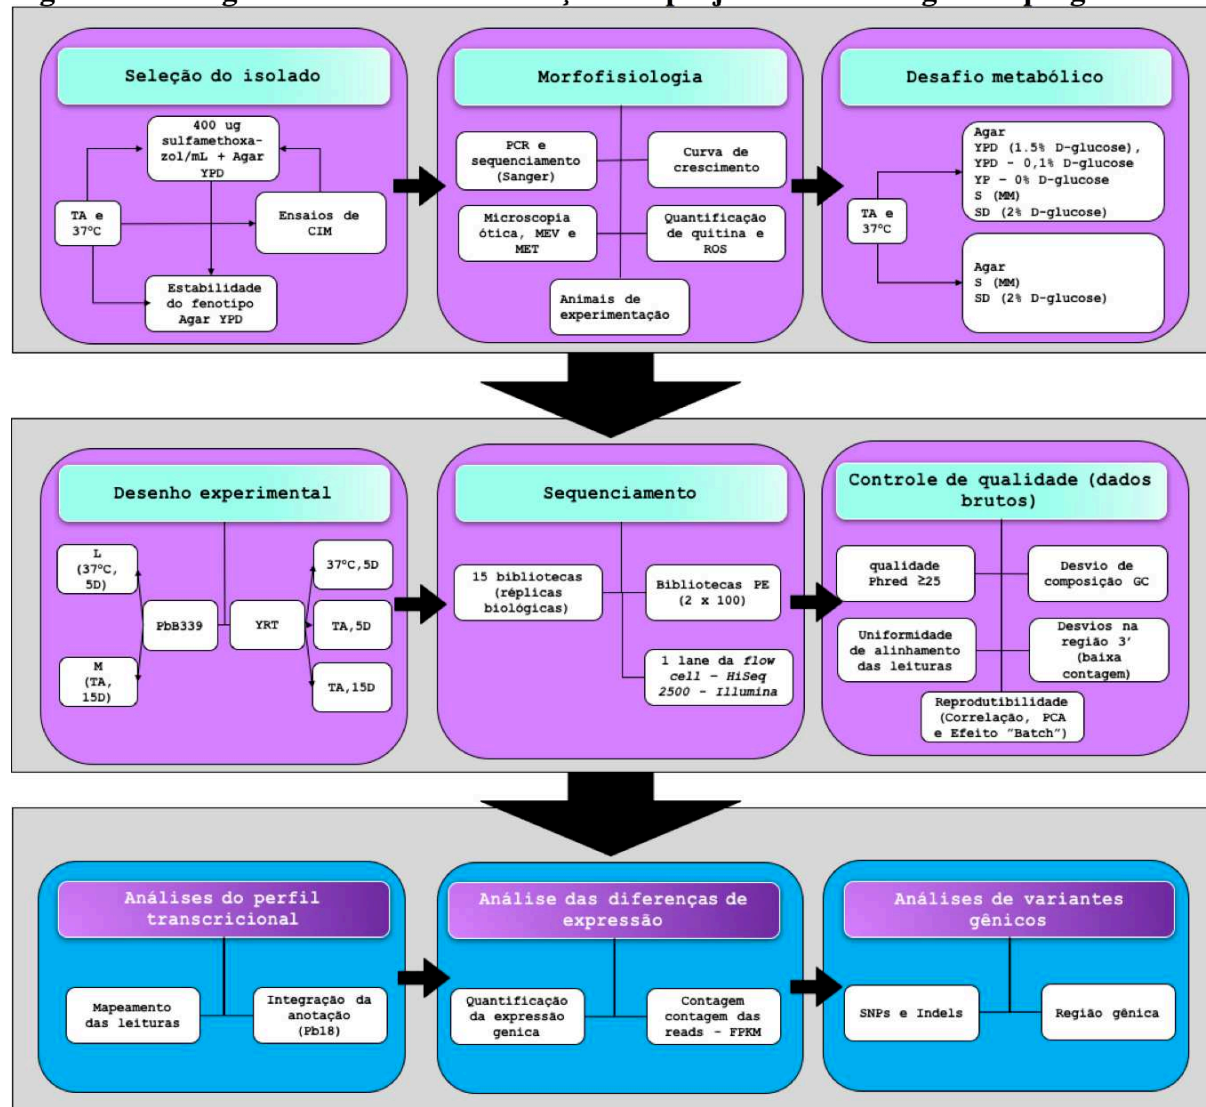 Seleção do isolado
400 ug
sulfamethoxa-
zol/mL + Agar
YPD
TA e
37ºC
Ensaios de
CIM
Estabilidade
do fenotipo
Agar YPD
Morfofisiologia
PCR e
sequenciamento
(Sanger)
Curva de
crescimento
Microscopia
ótica, MEV e
MET
Quantificação
de quitina e
ROS
Animais de
experimentação
Desafio metabólico
Agar
YPD (1.5% D-glucose),
YPD – 0,1% D-glucose
YP – 0% D-glucose
S (MM)
SD (2% D-glucose)
TA e
37ºC
Agar
S (MM)
SD (2% D-glucose)
Desenho experimental
L
(37ºC,
5D)
37ºC,5D
PbB339
YRT
TA,5D
M
(TA,
15D)
TA,15D
Sequenciamento
15 bibliotecas
(réplicas
biológicas)
Bibliotecas PE
(2 x 100)
1 lane da flow
cell – HiSeq
2500 – Illumina
Controle de qualidade (dados
brutos)
qualidade
Phred ≥25
Desvio de
composição GC
Uniformidade
de alinhamento
das leituras
Desvios na
região 3’
(baixa
contagem)
Reprodutibilidade
(Correlação, PCA
e Efeito “Batch”)
Análises do perfil
transcricional
Mapeamento
das leituras
Integração da
anotação
(Pb18)
Análise das diferenças de
expressão
Quantificação
da expressão
genica
Contagem
contagem das
reads – FPKM
Análises de variantes
gênicos
SNPs e Indels
Região gênica